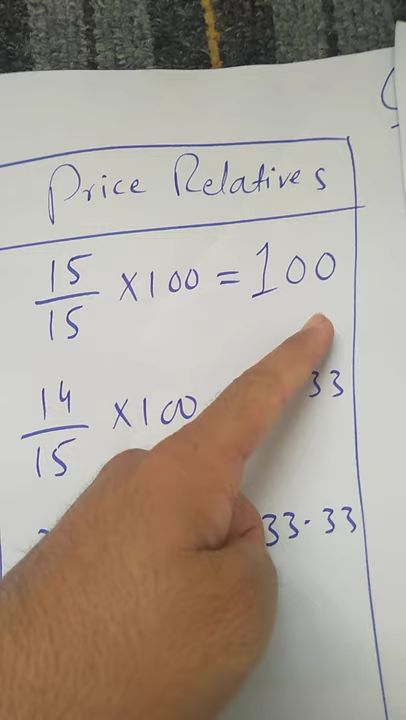 Price Relatives
15/15 ×100 = 100
14/15 ×100 33
33.33